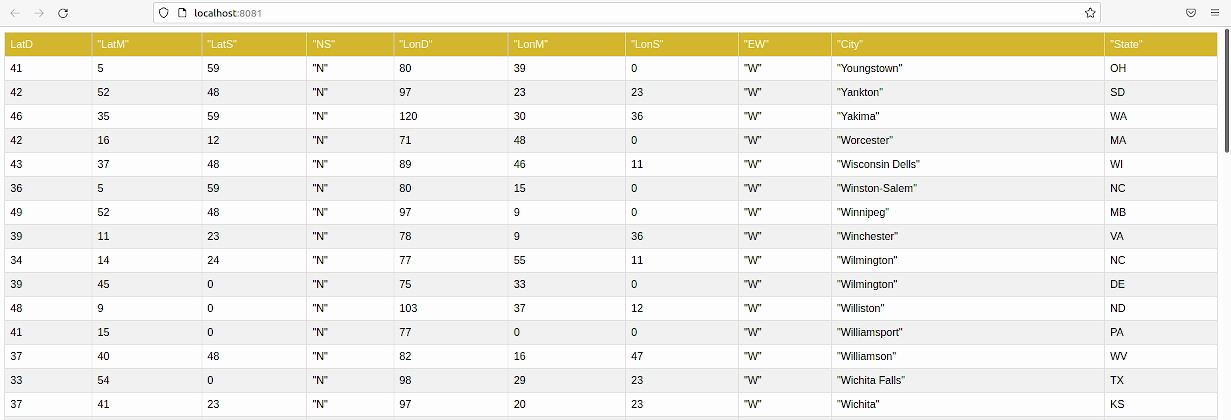 localhost:8081
LatD "LatM" "LatS" "NS" "LonD" "LonM" "LonS" "EW" "City" "State"
41 5 59 "N" 80 39 0 "W" "Youngstown" OH
42 52 48 "N" 97 23 23 "W" "Yankton" SD
46 35 59 "N" 120 30 36 "W" "Yakima" WA
42 16 12 "N" 71 48 0 "W" "Worcester" MA
43 37 48 "N" 89 46 11 "W" "Wisconsin Dells" WI
36 5 59 "N" 80 15 0 "W" "Winston-Salem" NC
49 52 48 "N" 97 9 0 "W" "Winnipeg" MB
39 11 23 "N" 78 9 36 "W" "Winchester" VA
34 14 24 "N" 77 55 11 "W" "Wilmington" NC
39 45 0 "N" 75 33 0 "W" "Wilmington" DE
48 9 0 "N" 103 37 12 "W" "Williston" ND
41 15 0 "N" 77 0 0 "W" "Williamsport" PA
37 40 48 "N" 82 16 47 "W" "Williamson" WV
33 54 0 "N" 98 29 23 "W" "Wichita Falls" TX
37 41 23 "N" 97 20 23 "W" "Wichita" KS